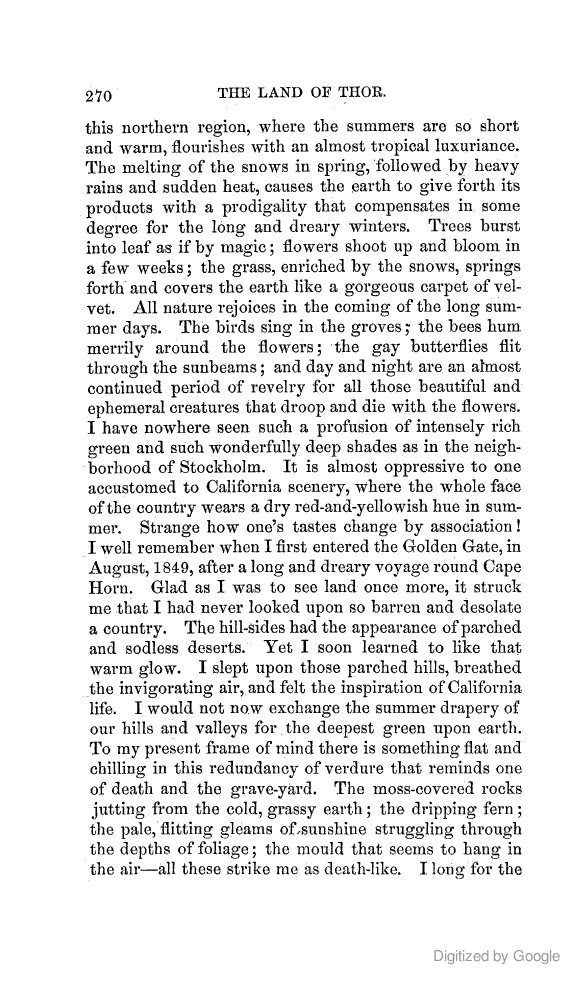 270 THE LAND OF THOR.
this northern region, where the summers are so short
and warm, flourishes with an almost tropical luxuriance.
The melting of the snows in spring, followed by heavy
rains and sudden heat, causes the earth to give forth its
products with a prodigality that compensates in some
degree for the long and dreary winters. Trees burst
into leaf as if by magic; flowers shoot up and bloom in
a few weeks; the grass, enriched by the snows, springs
forth and covers the earth like a gorgeous carpet of vel-
vet. All nature rejoices in the coming of the long sum-
mer days. The birds sing in the groves; the bees hum
merrily around the flowers; the gay butterflies flit
through the sunbeams; and day and night are an almost
continued period of revelry for all those beautiful and
ephemeral creatures that droop and die with the flowers.
I have nowhere seen such a profusion of intensely rich
green and such wonderfully deep shades as in the neigh-
borhood of Stockholm. It is almost oppressive to one
accustomed to California scenery, where the whole face
of the country wears a dry red-and-yellowish hue in sum-
mer. Strange how one's tastes change by association!
I well remember when I first entered the Golden Gate, in
August, 1849, after a long and dreary voyage round Cape
Horn. Glad as I was to see land once more, it struck
me that I had never looked upon so barren and desolate
a country. The hill-sides had the appearance of parched
and sodless deserts. Yet I soon learned to like that
warm glow. I slept upon those parched hills, breathed
the invigorating air, and felt the inspiration of California
life. I would not now exchange the summer drapery of
our hills and valleys for the deepest green upon earth.
To my present frame of mind there is something flat and
chilling in this redundancy of verdure that reminds one
of death and the grave-yard. The moss-covered rocks
jutting from the cold, grassy earth; the dripping fern;
the pale, flitting gleams of sunshine struggling through
the depths of foliage; the mould that seems to hang in
the air—all these strike me as death-like. I long for the
Digitized by Google